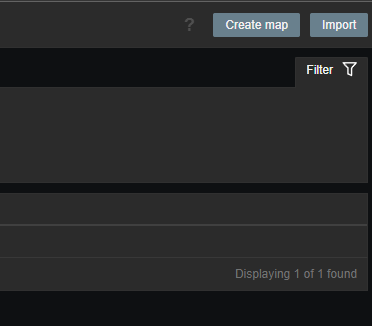 ? Create map Import
Filter
Displaying 1 of 1 found